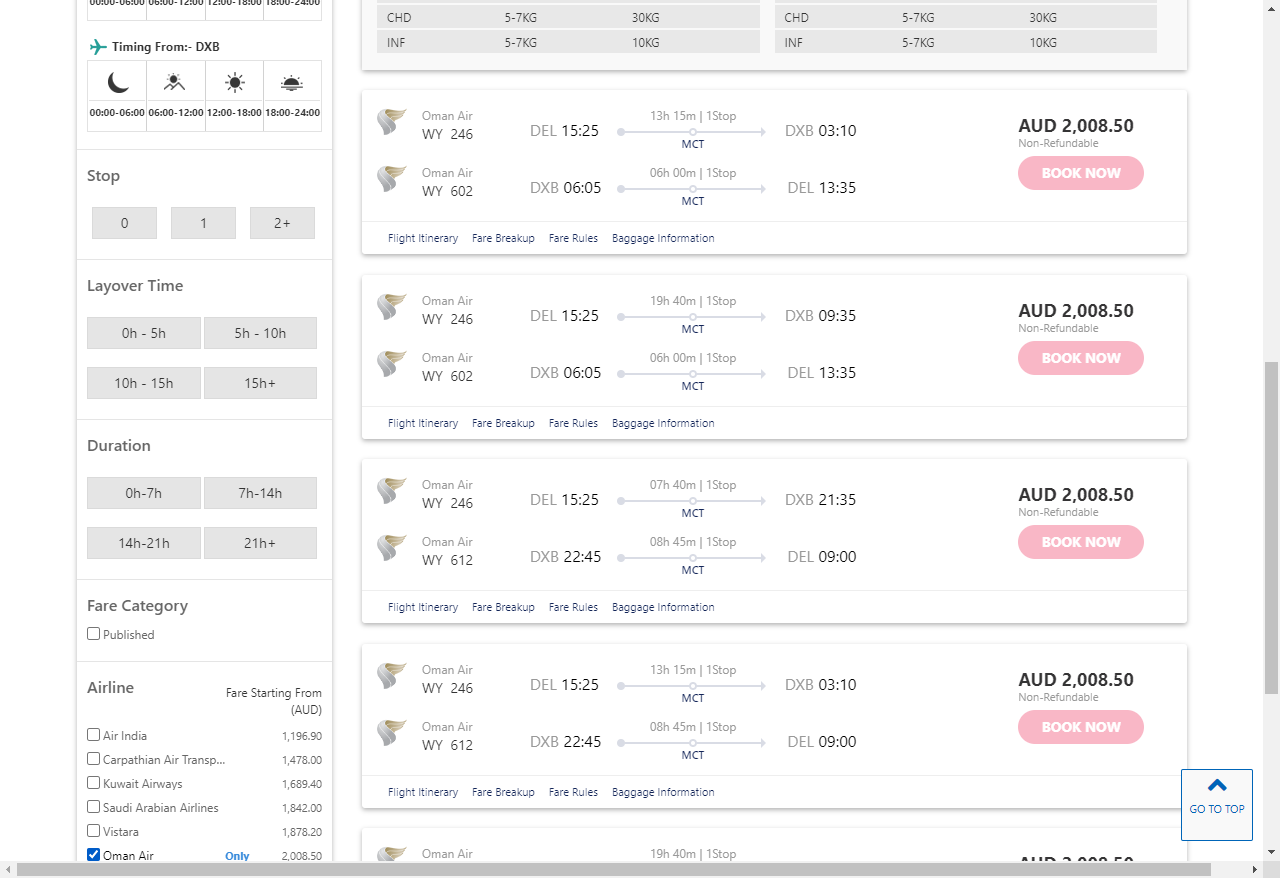 00:00-06:00 06:00-12:00 12:00-18:00 18:00-24:00
Timing From:- DXB
00:00-06:00 06:00-12:00 12:00-18:00 18:00-24:00
Stop
0 1 2+
Layover Time
0h - 5h 5h - 10h
10h - 15h 15h+
Duration
0h-7h 7h-14h
14h-21h 21h+
Fare Category
Published
Airline Fare Starting From
(AUD)
Air India 1,196.90
Carpathian Air Transp... 1,478.00
Kuwait Airways 1,689.40
Saudi Arabian Airlines 1,842.00
Vistara 1,878.20
Oman Air Only 2,008.50
CHD 5-7KG 30KG CHD 5-7KG 30KG
INF 5-7KG 10KG INF 5-7KG 10KG
Oman Air 13h 15m | 1Stop
WY 246 DEL 15:25 DXB 03:10 AUD 2,008.50
MCT Non-Refundable
Oman Air 06h 00m | 1Stop BOOK NOW
WY 602 DXB 06:05 DEL 13:35
MCT
Flight Itinerary Fare Breakup Fare Rules Baggage Information
Oman Air 19h 40m | 1Stop
WY 246 DEL 15:25 DXB 09:35 AUD 2,008.50
MCT Non-Refundable
Oman Air 06h 00m | 1Stop BOOK NOW
WY 602 DXB 06:05 DEL 13:35
MCT
Flight Itinerary Fare Breakup Fare Rules Baggage Information
Oman Air 07h 40m | 1Stop
WY 246 DEL 15:25 DXB 21:35 AUD 2,008.50
MCT Non-Refundable
Oman Air 08h 45m | 1Stop BOOK NOW
WY 612 DXB 22:45 DEL 09:00
MCT
Flight Itinerary Fare Breakup Fare Rules Baggage Information
Oman Air 13h 15m | 1Stop
WY 246 DEL 15:25 DXB 03:10 AUD 2,008.50
MCT Non-Refundable
Oman Air 08h 45m | 1Stop BOOK NOW
WY 612 DXB 22:45 DEL 09:00
MCT
Flight Itinerary Fare Breakup Fare Rules Baggage Information
GO TO TOP
Oman Air 19h 40m | 1Stop
AUD 2,008.50